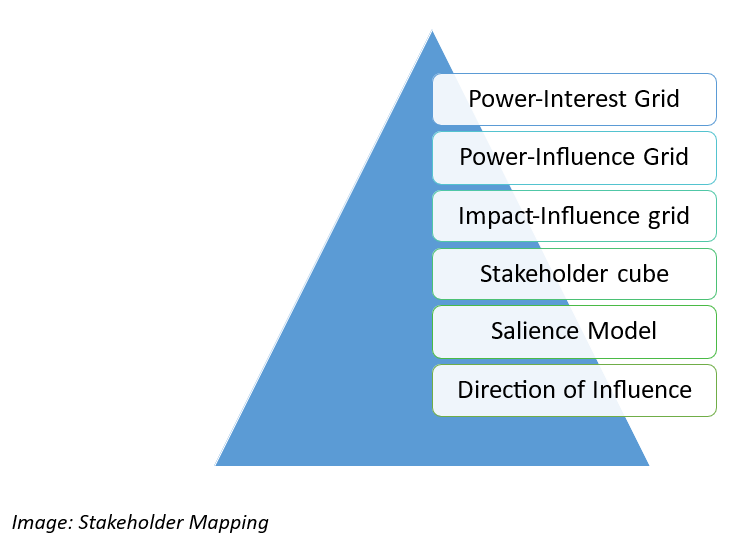 Power-Interest Grid
Power-Influence Grid
Impact-Influence grid
Stakeholder cube
Salience Model
Direction of Influence
Image: Stakeholder Mapping